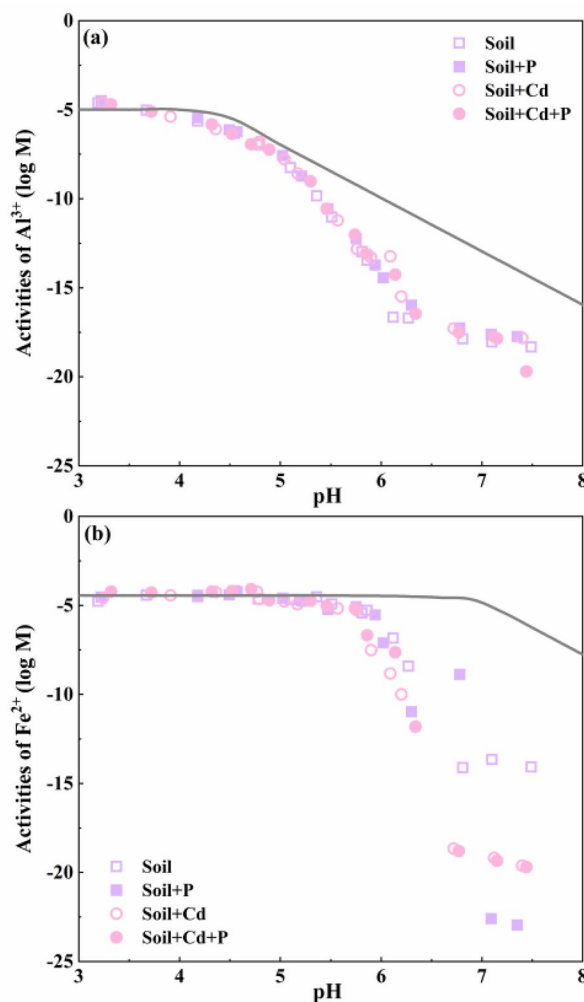 (a)
Soil
Soil+P
Soil+Cd
Soil+Cd+P
Activities of Al³⁺ (log M)
0
-5
-10
-15
-20
-25
3 4 5 6 7 8
pH
(b)
Activities of Fe²⁺ (log M)
0
-5
-10
-15
-20
-25
Soil
Soil+P
Soil+Cd
Soil+Cd+P
3 4 5 6 7 8
pH